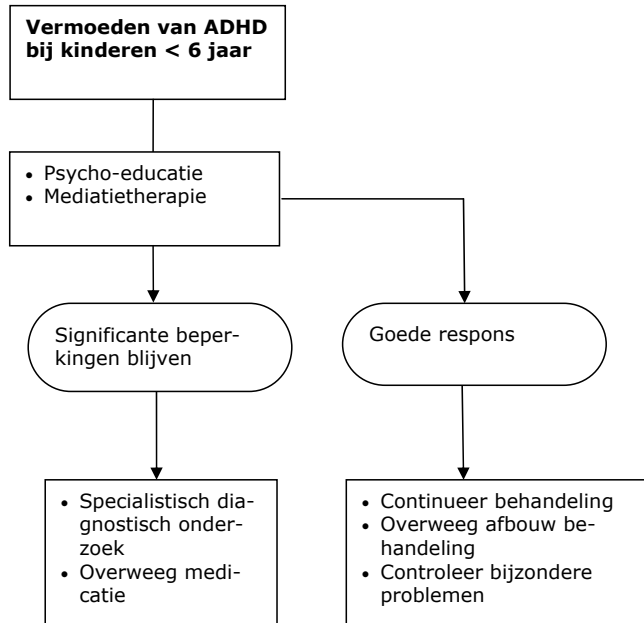 Vermoeden van ADHD
bij kinderen < 6 jaar
• Psycho-educatie
• Mediatietherapie
Significante beper-
kingen blijven
Goede respons
• Specialistisch dia-
gnostisch onder-
zoek
• Overweeg medi-
catie
• Continueer behandeling
• Overweeg afbouw be-
handeling
• Controleer bijzondere
problemen